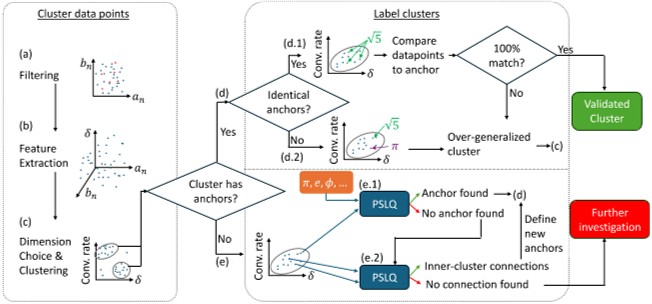 Cluster data points
Label clusters
(a)
Filtering
b_n
a_n
(b)
Feature
Extraction
δ
a_n
b_n
(c)
Dimension
Choice &
Clustering
Conv. rate
δ
Cluster has
anchors?
Yes
(d)
No
(e)
Identical
anchors?
(d.1)
Yes
No
(d.2)
Conv. rate
√5
δ
Compare
datapoints
to anchor
100%
match?
Yes
No
Validated
Cluster
Conv. rate
√5
π
δ
Over-generalized
cluster
(c)
π, e, ϕ, ...
(e.1)
PSLQ
Anchor found
(d)
No anchor found
Define
new
anchors
Further
investigation
Conv. rate
δ
(e.2)
PSLQ
Inner-cluster connections
No connection found